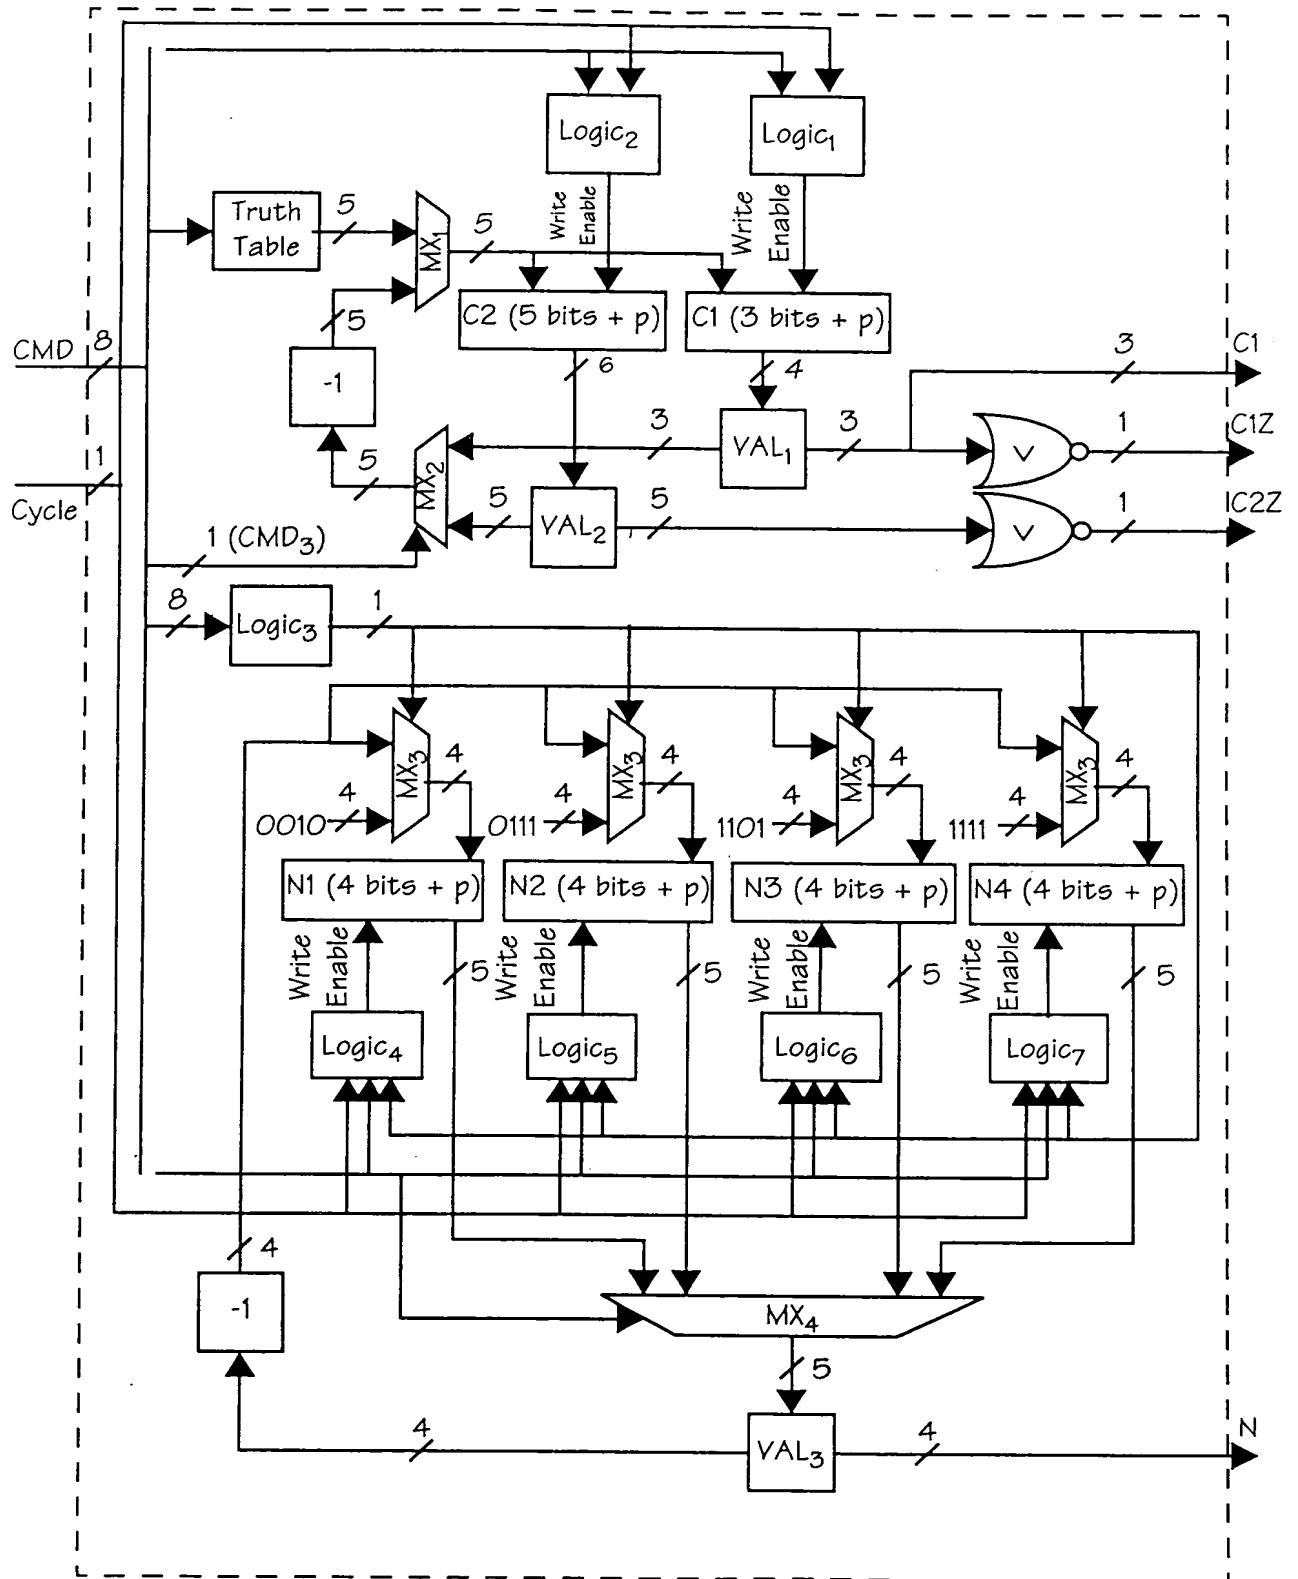 Logic2
Logic1
Write
Enable
Write
Enable
Truth
Table
5
MX1
5
C2 (5 bits + p)
C1 (3 bits + p)
5
CMD
8
-1
6
4
3
C1
3
VAL1
3
V
1
C1Z
1
Cycle
5
MX2
5
VAL2
5
V
1
C2Z
1 (CMD3)
8
Logic3
1
MX3
4
4
0010
MX3
4
4
0111
MX3
4
4
1101
MX3
4
4
1111
N1 (4 bits + p)
N2 (4 bits + p)
N3 (4 bits + p)
N4 (4 bits + p)
Write
Enable
5
Write
Enable
5
Write
Enable
5
Write
Enable
5
Logic4
Logic5
Logic6
Logic7
4
-1
MX4
5
4
VAL3
4
N